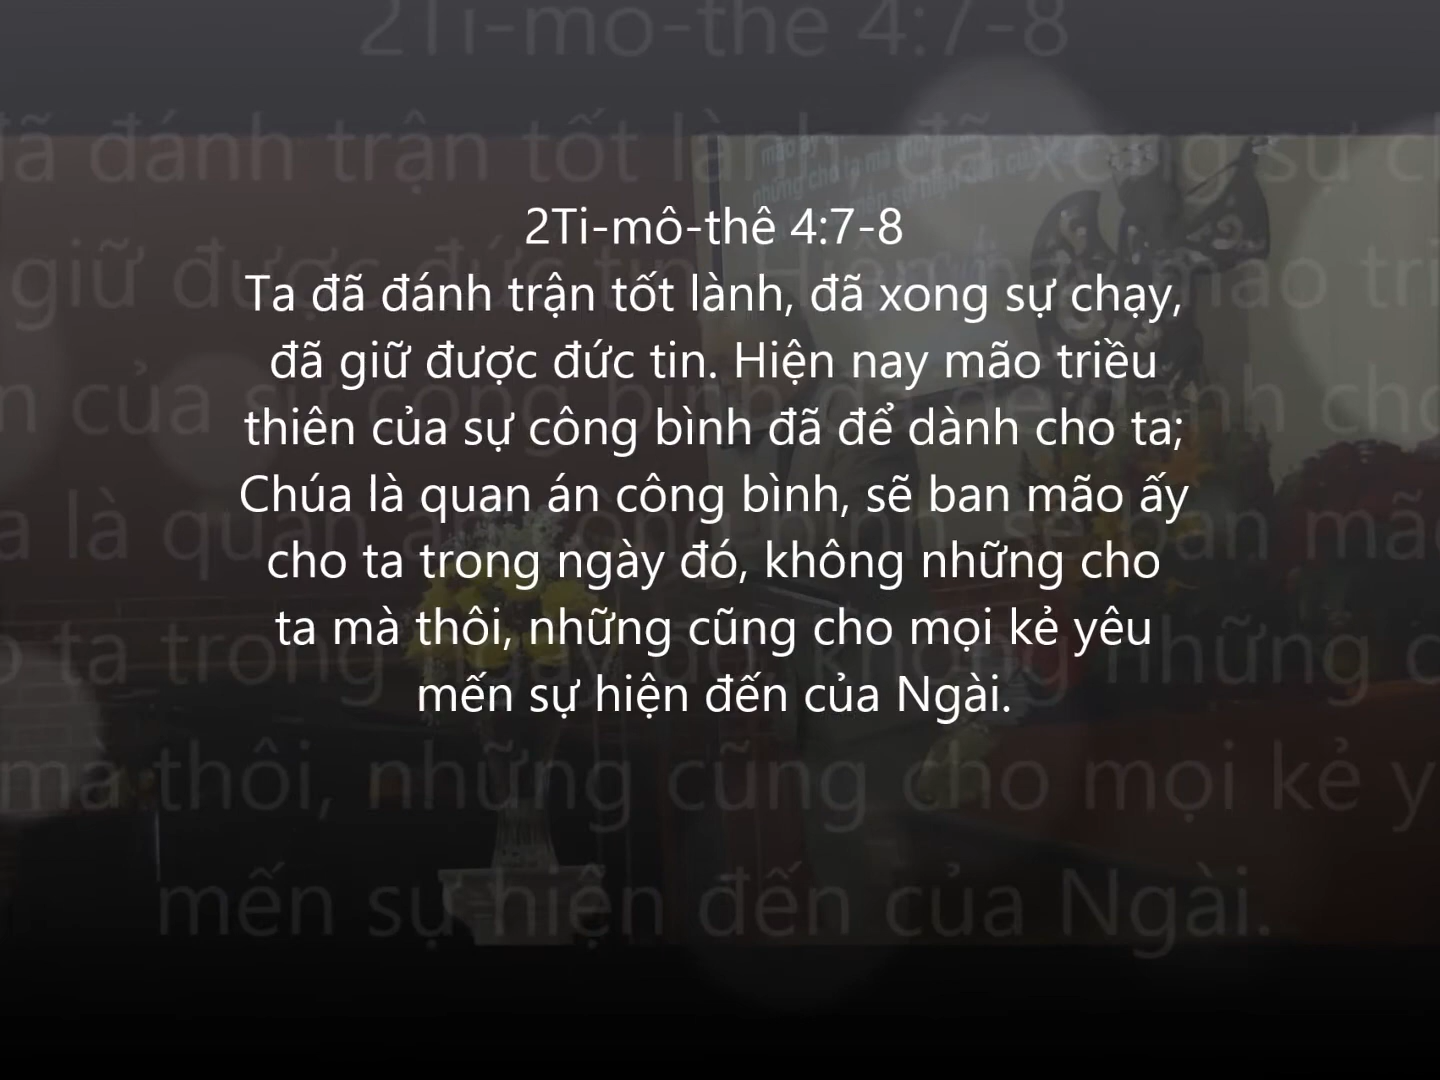 2Ti-mô-thê 4:7-8
Ta đã đánh trận tốt lành, đã xong sự chạy,
đã giữ được đức tin. Hiện nay mão triều
thiên của sự công bình đã để dành cho ta;
Chúa là quan án công bình, sẽ ban mão ấy
cho ta trong ngày đó, không những cho
ta mà thôi, những cũng cho mọi kẻ yêu
mến sự hiện đến của Ngài.